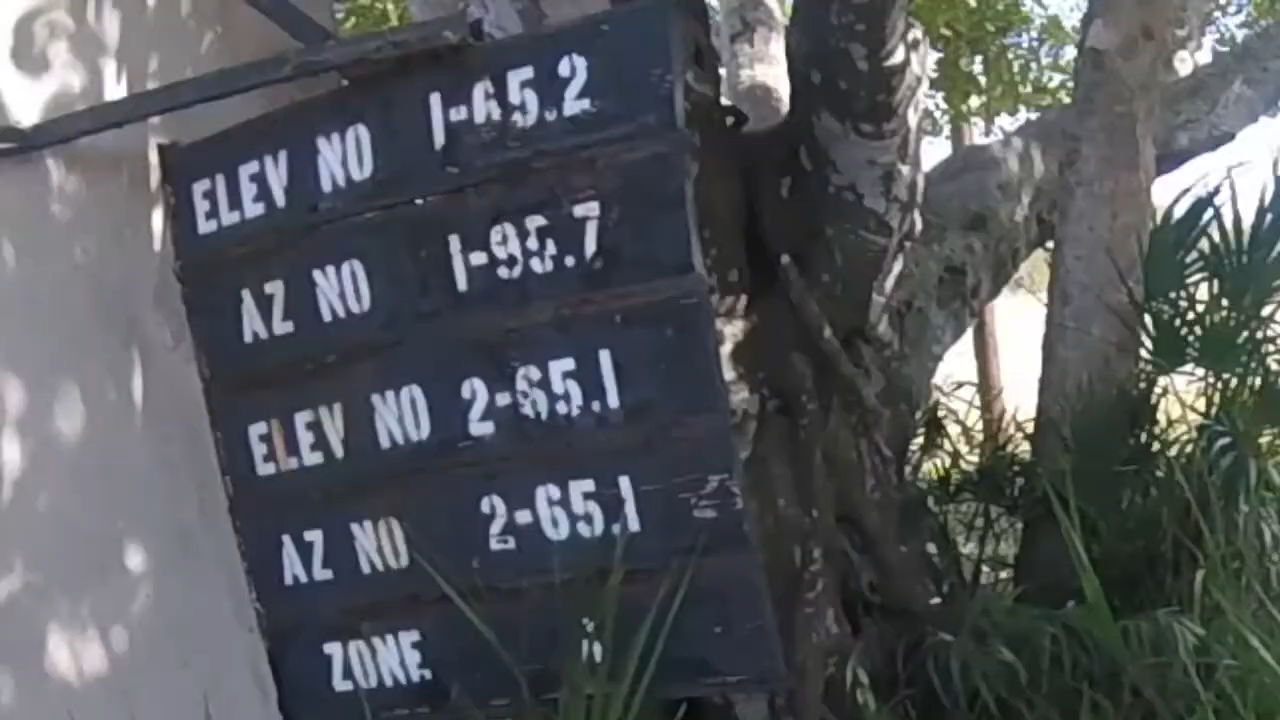 ELEV NO 1-65.2
AZ NO 1-95.7
ELEV NO 2-65.1
AZ NO 2-65.1
ZONE